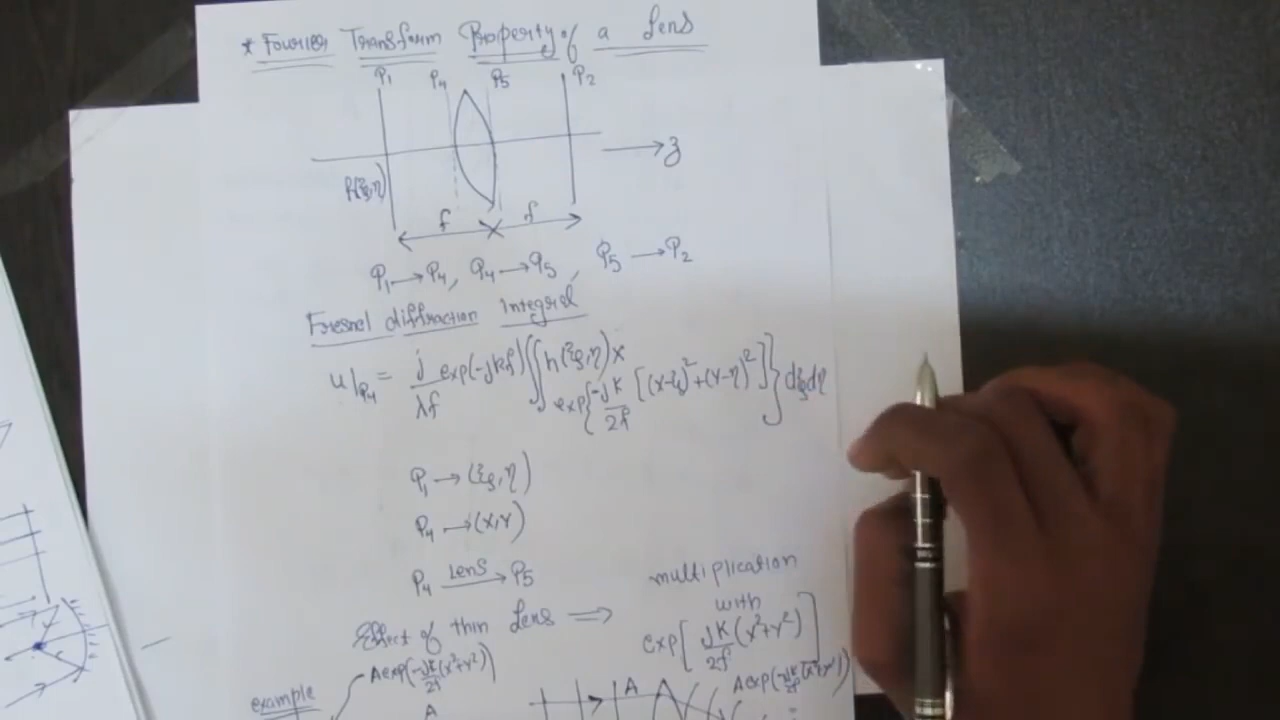 * Fourier Transform Property of a Lens
P1 P4 P5 P2
→ z
h(ξ,η)
f f
P1 → P4, P4 → P5, P5 → P2
Fresnel diffraction Integral
u|P4 = j/λf exp(-jkf) ∫∫ h(ξ,η) x
exp{-jK/2f [(x-ξ)²+(Y-η)²]} dξdη
P1 → (ξ,η)
P4 → (X,Y)
P4 Lens → P5
Effect of thin Lens ⇒ multiplication
with
exp[jK/2f (x²+Y²)]
Aexp(-jk/2f (x²+Y²))
example
A
A